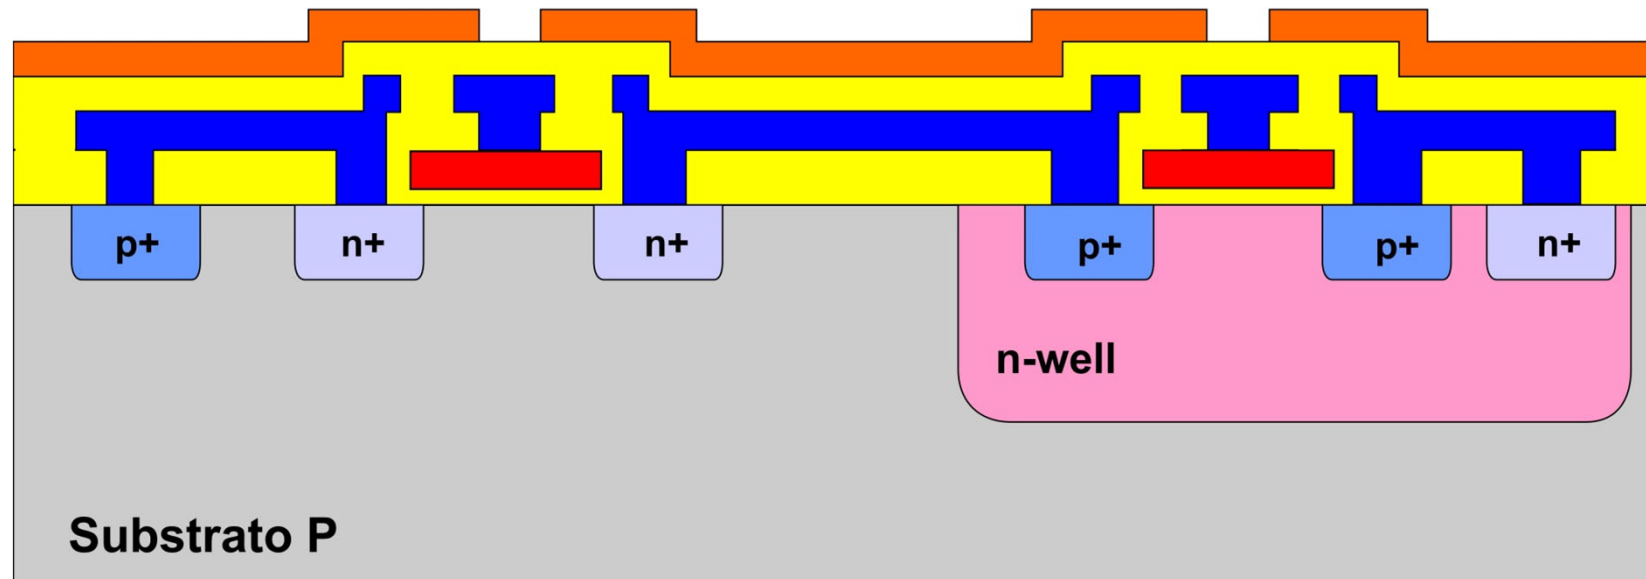 p+
n+
n+
p+
p+
n+
n-well
Substrato P